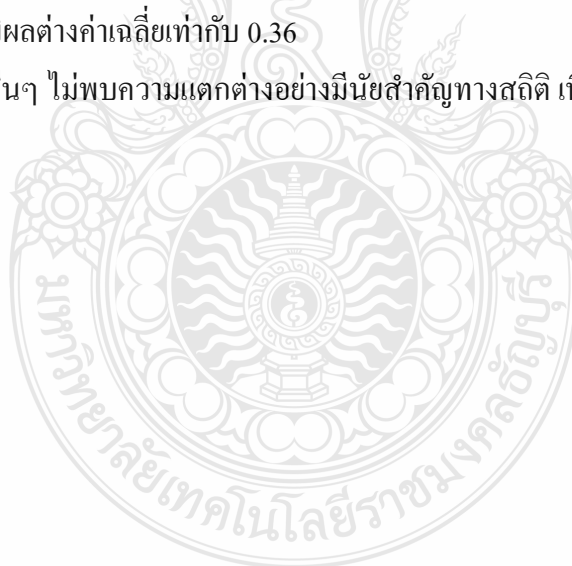 ผลต่างค่าเฉลี่ยเท่ากับ 0.36
ไม่พบความแตกต่างอย่างมีนัยสำคัญทางสถิติ
มหาวิทยาลัยเทคโนโลยีราชมงคลธัญบุรี